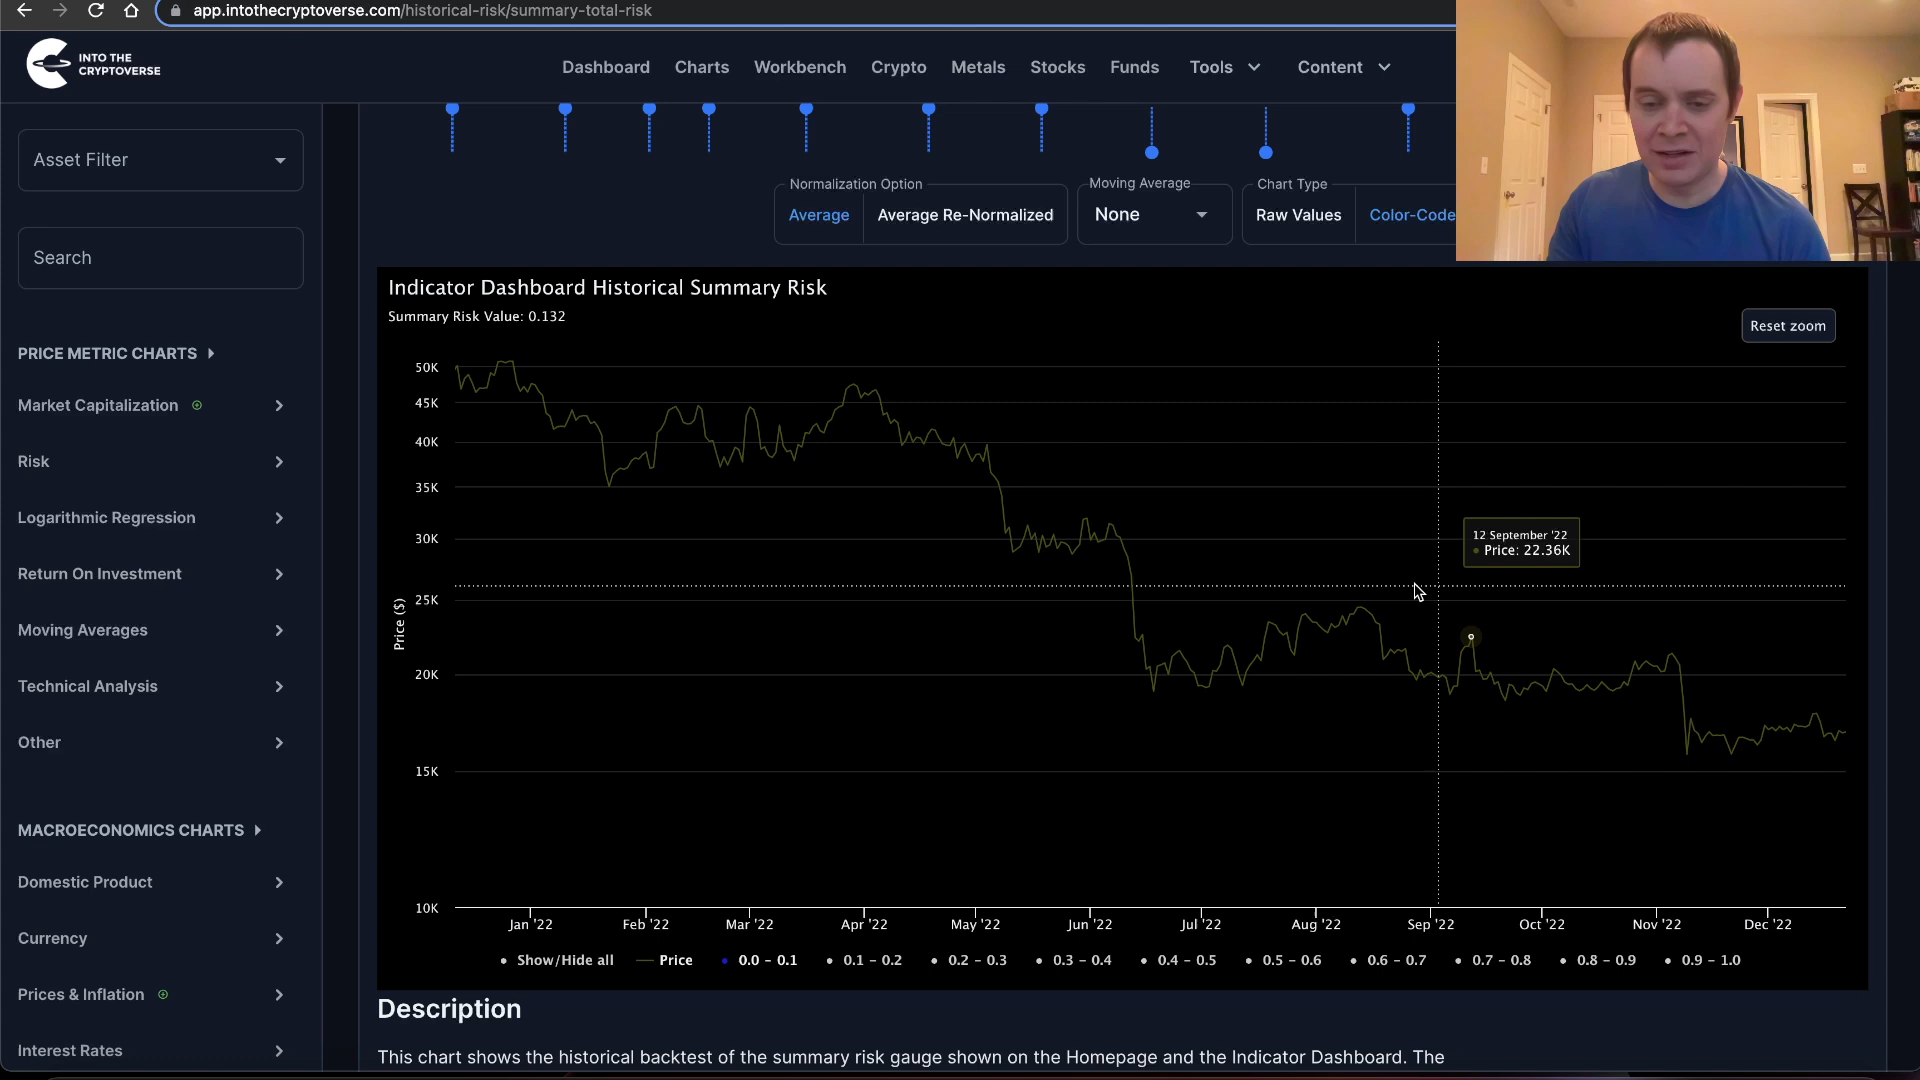 app.intothecryptoverse.com/historical-risk/summary-total-risk
INTO THE
CRYPTOVERSE
Dashboard Charts Workbench Crypto Metals Stocks Funds Tools Content
Asset Filter
Search
PRICE METRIC CHARTS
Market Capitalization
Risk
Logarithmic Regression
Return On Investment
Moving Averages
Technical Analysis
Other
MACROECONOMICS CHARTS
Domestic Product
Currency
Prices & Inflation
Interest Rates
Normalization Option
Average Average Re-Normalized
Moving Average
None
Chart Type
Raw Values Color-Code
Indicator Dashboard Historical Summary Risk
Summary Risk Value: 0.132
Reset zoom
50K
45K
40K
35K
30K
25K
20K
15K
10K
Price ($)
12 September '22
Price: 22.36K
Jan '22 Feb '22 Mar '22 Apr '22 May '22 Jun '22 Jul '22 Aug '22 Sep '22 Oct '22 Nov '22 Dec '22
Show/Hide all Price 0.0 - 0.1 0.1 - 0.2 0.2 - 0.3 0.3 - 0.4 0.4 - 0.5 0.5 - 0.6 0.6 - 0.7 0.7 - 0.8 0.8 - 0.9 0.9 - 1.0
Description
This chart shows the historical backtest of the summary risk gauge shown on the Homepage and the Indicator Dashboard. The